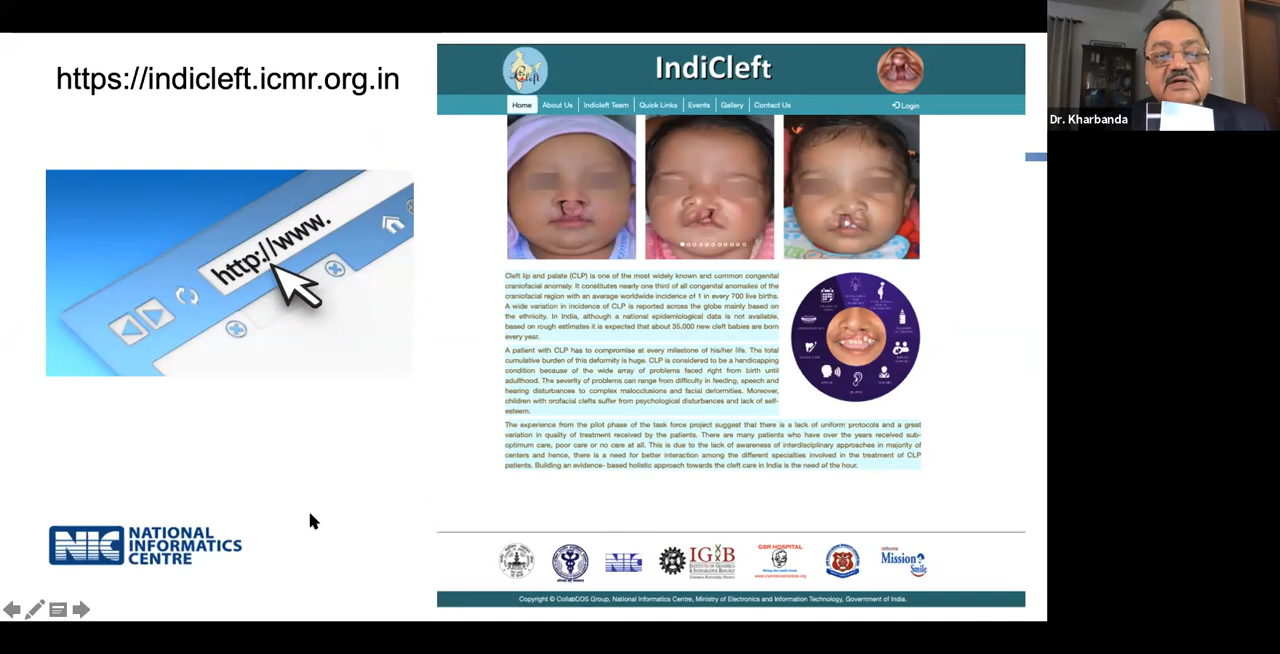 https://indicleft.icmr.org.in
http://www.
NIC NATIONAL
INFORMATICS
CENTRE
Cleft
IndiCleft
Home About Us Indicleft Team Quick Links Events Gallery Contact Us Login
Cleft lip and palate (CLP) is one of the most widely known and common congenital
craniofacial anomaly. It constitutes nearly one third of all congenital anomalies of the
craniofacial region with an average worldwide incidence of 1 in every 700 live births.
A wide variation in incidence of CLP is reported across the globe mainly based on
the ethnicity. In India, although a national epidemiological data is not available,
based on rough estimates it is expected that about 35,000 new cleft babies are born
every year.
A patient with CLP has to compromise at every milestone of his/her life. The total
cumulative burden of this deformity is huge. CLP is considered to be a handicapping
condition because of the wide array of problems faced right from birth until
adulthood. The severity of problems can range from difficulty in feeding, speech and
hearing disturbances to complex malocclusions and facial deformities. Moreover,
children with orofacial clefts suffer from psychological disturbances and lack of self-
esteem.
The experience from the pilot phase of the task force project suggest that there is a lack of uniform protocols and a great
variation in quality of treatment received by the patients. There are many patients who have over the years received sub-
optimum care, poor care or no care at all. This is due to the lack of awareness of interdisciplinary approaches in majority of
centers and hence, there is a need for better interaction among the different specialties involved in the treatment of CLP
patients. Building an evidence- based holistic approach towards the cleft care in India is the need of the hour.
NIC
IGIB
INSTITUTE OF GENOMICS
& INTEGRATIVE BIOLOGY
GSR HOSPITAL
Mission
Smile
Copyright © CollabDDS Group, National Informatics Centre, Ministry of Electronics and Information Technology, Government of India.
Dr. Kharbanda